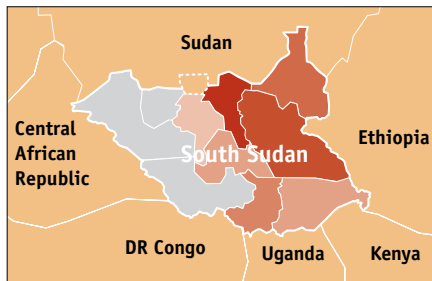 Sudan
Central
African
Republic
South Sudan
Ethiopia
DR Congo
Uganda
Kenya